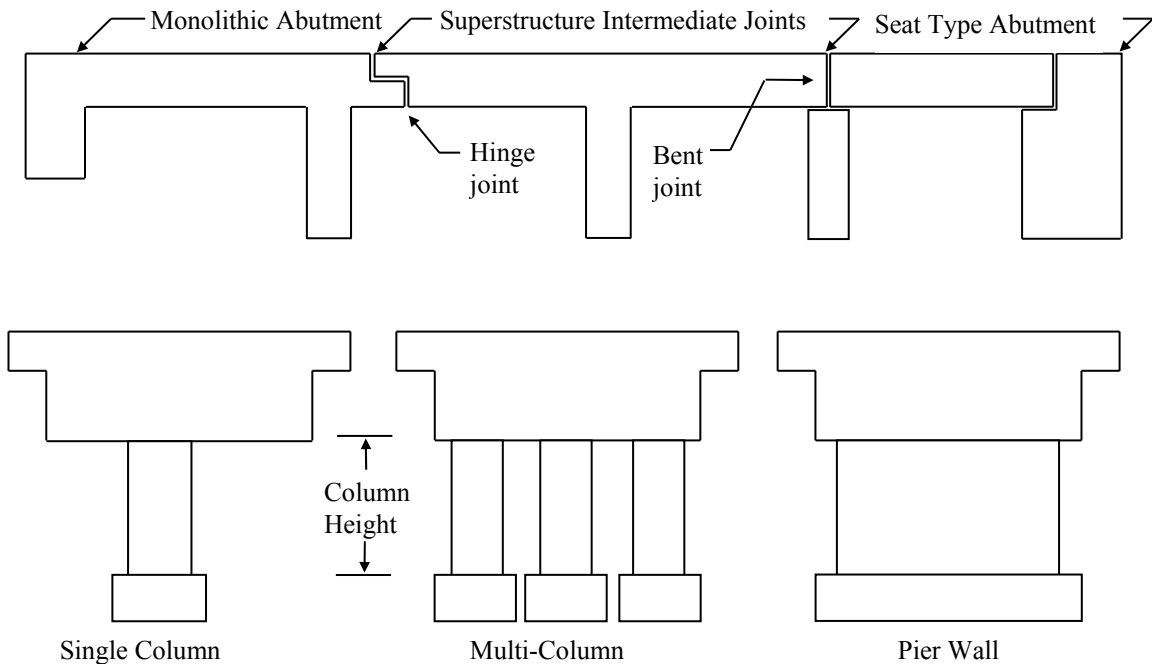 Monolithic Abutment
Superstructure Intermediate Joints
Seat Type Abutment
Hinge
joint
Bent
joint
Column
Height
Single Column
Multi-Column
Pier Wall